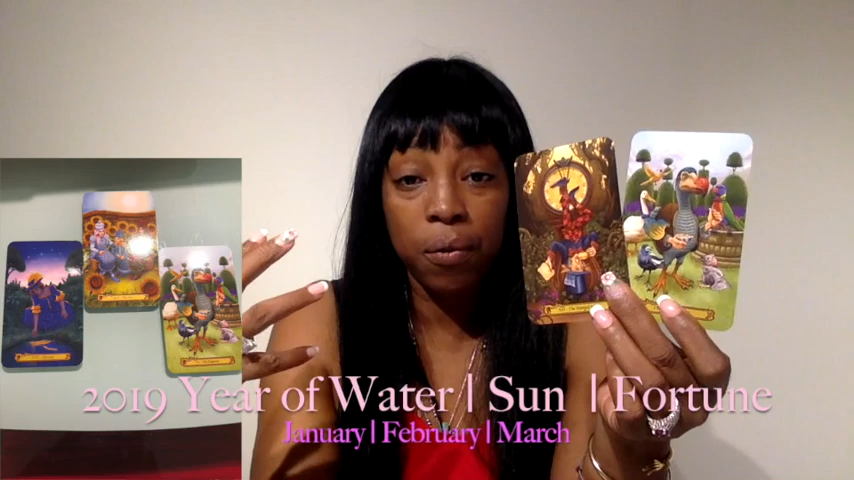 2019 Year of Water | Sun | Fortune
January | February | March